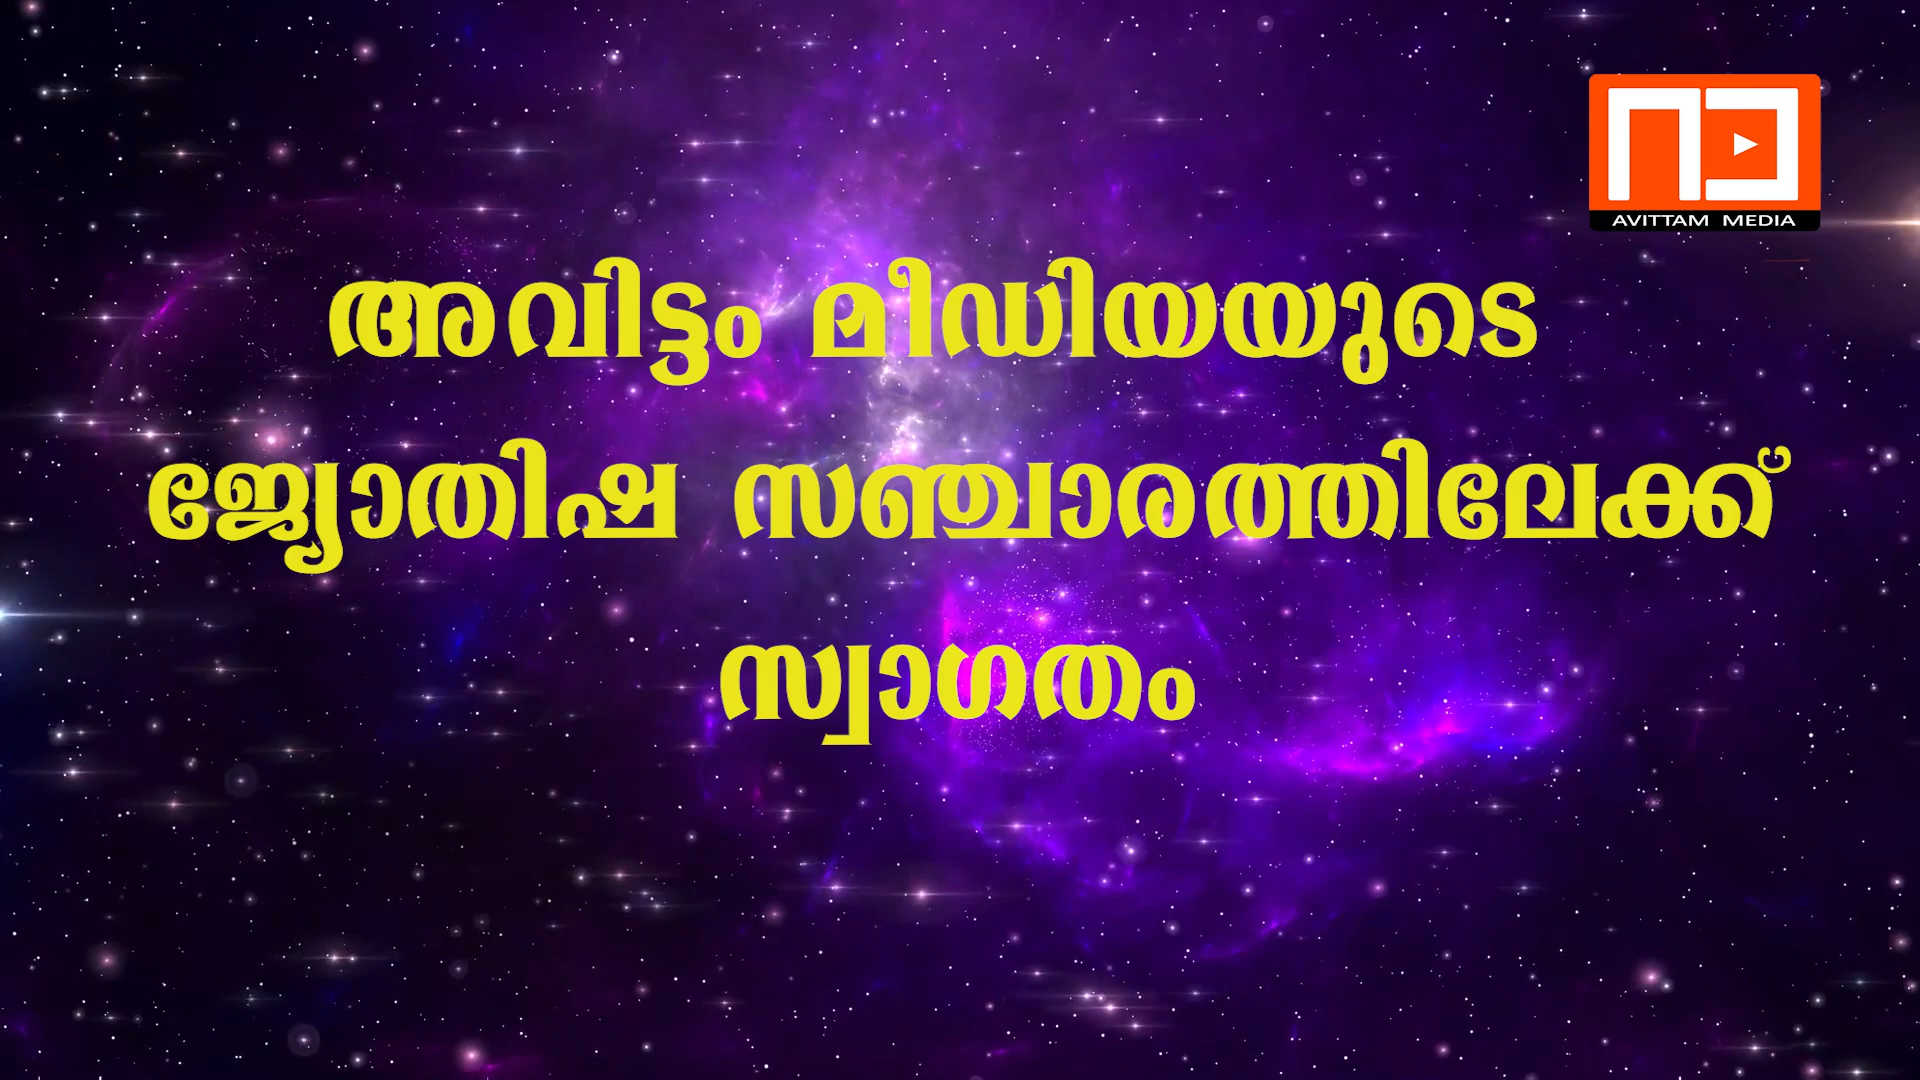 AVITTAM MEDIA
അവിട്ടം മീഡിയയുടെ
ജ്യോതിഷ സഞ്ചാരത്തിലേക്ക്
സ്വാഗതം